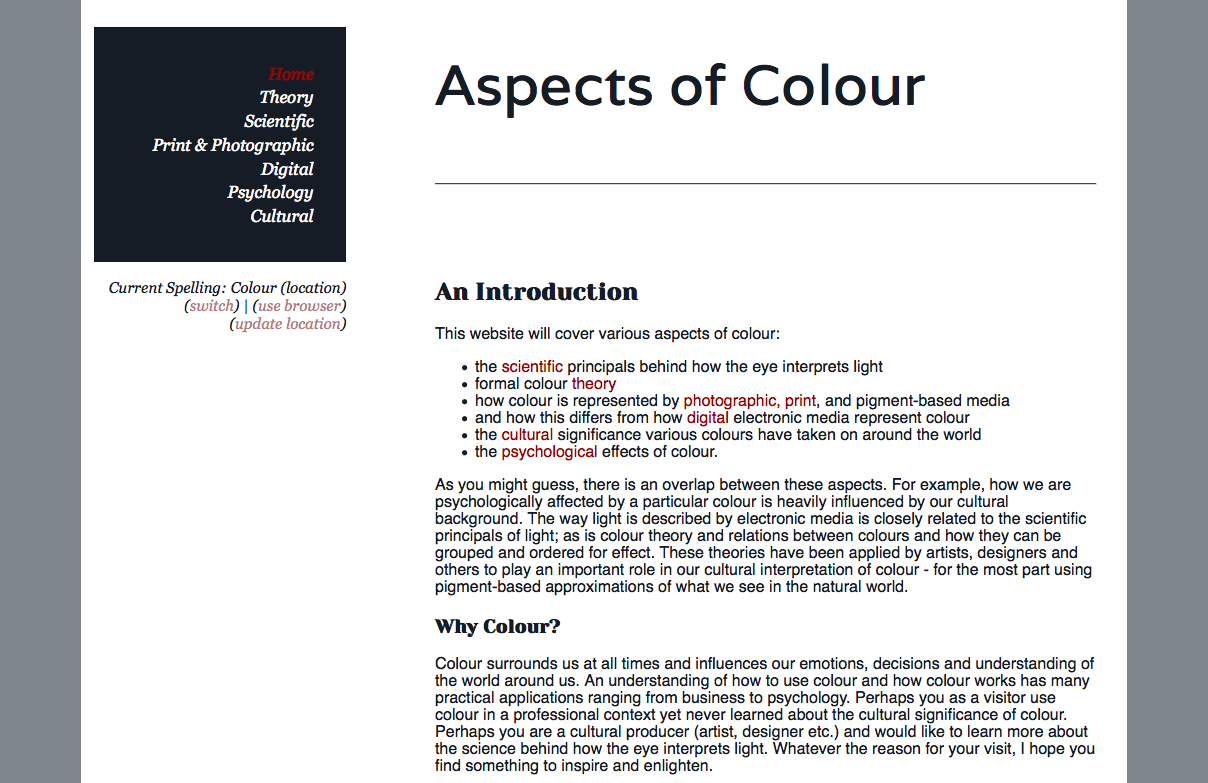 Home
Theory
Scientific
Print & Photographic
Digital
Psychology
Cultural
Current Spelling: Colour (location)
(switch) | (use browser)
(update location)
Aspects of Colour
An Introduction
This website will cover various aspects of colour:
• the scientific principals behind how the eye interprets light
• formal colour theory
• how colour is represented by photographic, print, and pigment-based media
• and how this differs from how digital electronic media represent colour
• the cultural significance various colours have taken on around the world
• the psychological effects of colour.
As you might guess, there is an overlap between these aspects. For example, how we are
psychologically affected by a particular colour is heavily influenced by our cultural
background. The way light is described by electronic media is closely related to the scientific
principals of light; as is colour theory and relations between colours and how they can be
grouped and ordered for effect. These theories have been applied by artists, designers and
others to play an important role in our cultural interpretation of colour - for the most part using
pigment-based approximations of what we see in the natural world.
Why Colour?
Colour surrounds us at all times and influences our emotions, decisions and understanding of
the world around us. An understanding of how to use colour and how colour works has many
practical applications ranging from business to psychology. Perhaps you as a visitor use
colour in a professional context yet never learned about the cultural significance of colour.
Perhaps you are a cultural producer (artist, designer etc.) and would like to learn more about
the science behind how the eye interprets light. Whatever the reason for your visit, I hope you
find something to inspire and enlighten.